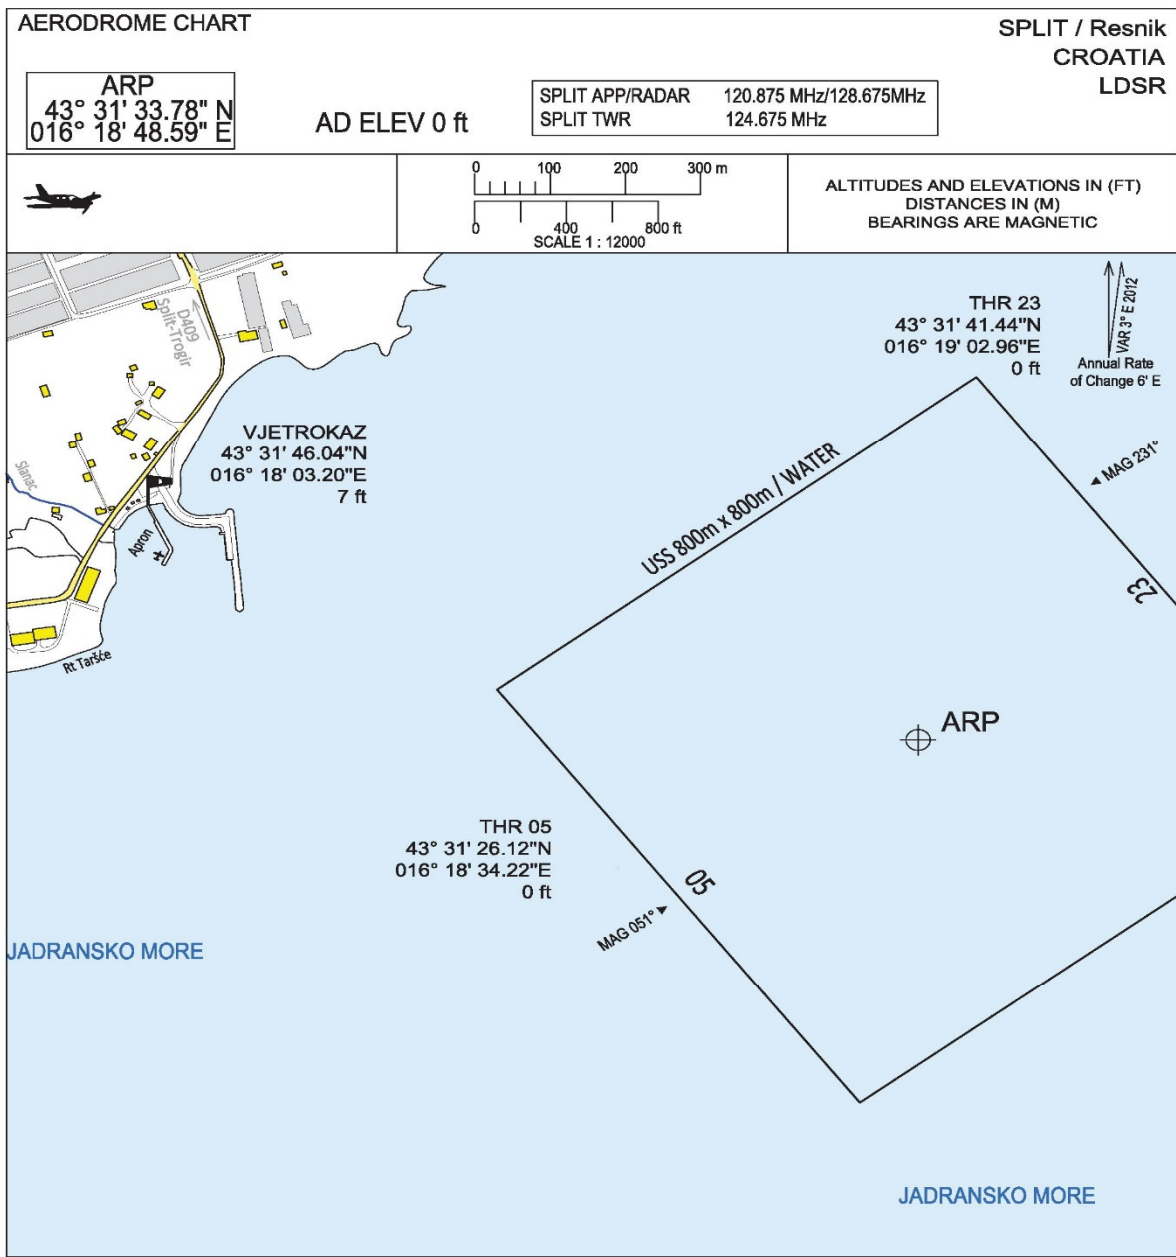 AERODROME CHART
SPLIT / Resnik
CROATIA
LDSR
ARP
43° 31' 33.78" N
016° 18' 48.59" E
AD ELEV 0 ft
SPLIT APP/RADAR 120.875 MHz/128.675MHz
SPLIT TWR 124.675 MHz
0 100 200 300 m
0 400 800 ft
SCALE 1 : 12000
ALTITUDES AND ELEVATIONS IN (FT)
DISTANCES IN (M)
BEARINGS ARE MAGNETIC
D409
Split-Trogir
THR 23
43° 31' 41.44"N
016° 19' 02.96"E
0 ft
VAR 3° E 2012
Annual Rate
of Change 6' E
VJETROKAZ
43° 31' 46.04"N
016° 18' 03.20"E
7 ft
MAG 231°
USS 800m x 800m / WATER
Slanac
Apron
23
Rt Taršće
ARP
THR 05
43° 31' 26.12"N
016° 18' 34.22"E
0 ft
05
MAG 051°
JADRANSKO MORE
JADRANSKO MORE